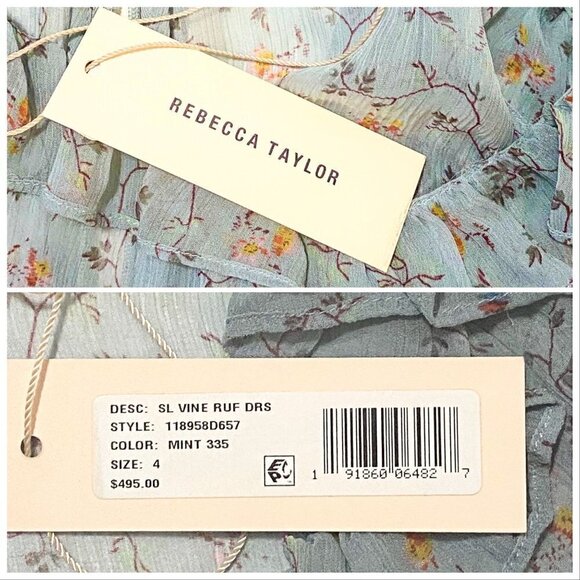 REBECCA TAYLOR
DESC: SL VINE RUF DRS
STYLE: 118958D657
COLOR: MINT 335
SIZE: 4
$495.00
1 91860 06482 7